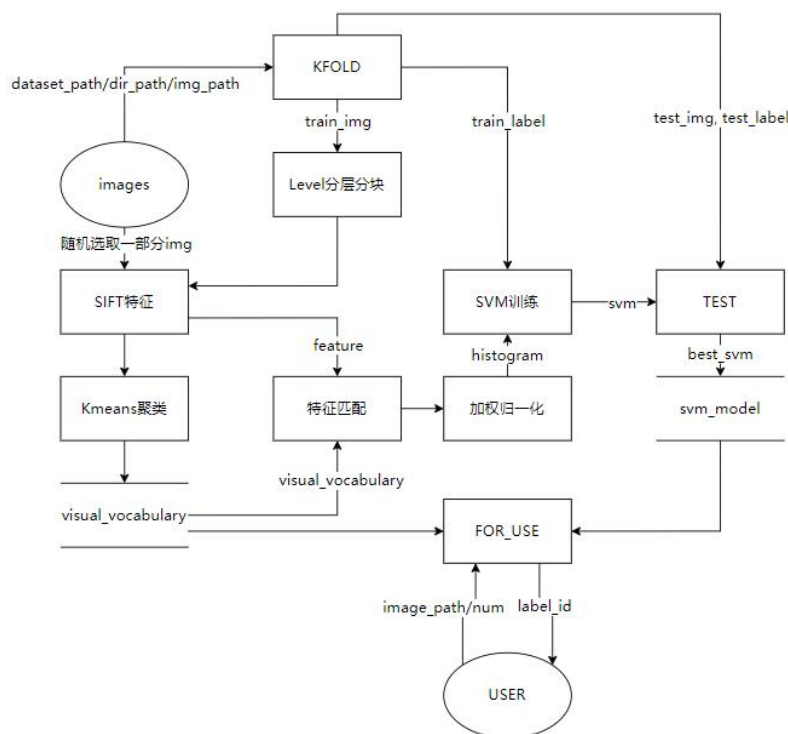 KFOLD
dataset_path/dir_path/img_path
train_img
train_label
test_img, test_label
images
Level分层分块
随机选取一部分img
SIFT特征
SVM训练
svm
TEST
feature
histogram
best_svm
Kmeans聚类
特征匹配
加权归一化
svm_model
visual_vocabulary
visual_vocabulary
FOR_USE
image_path/num
label_id
USER